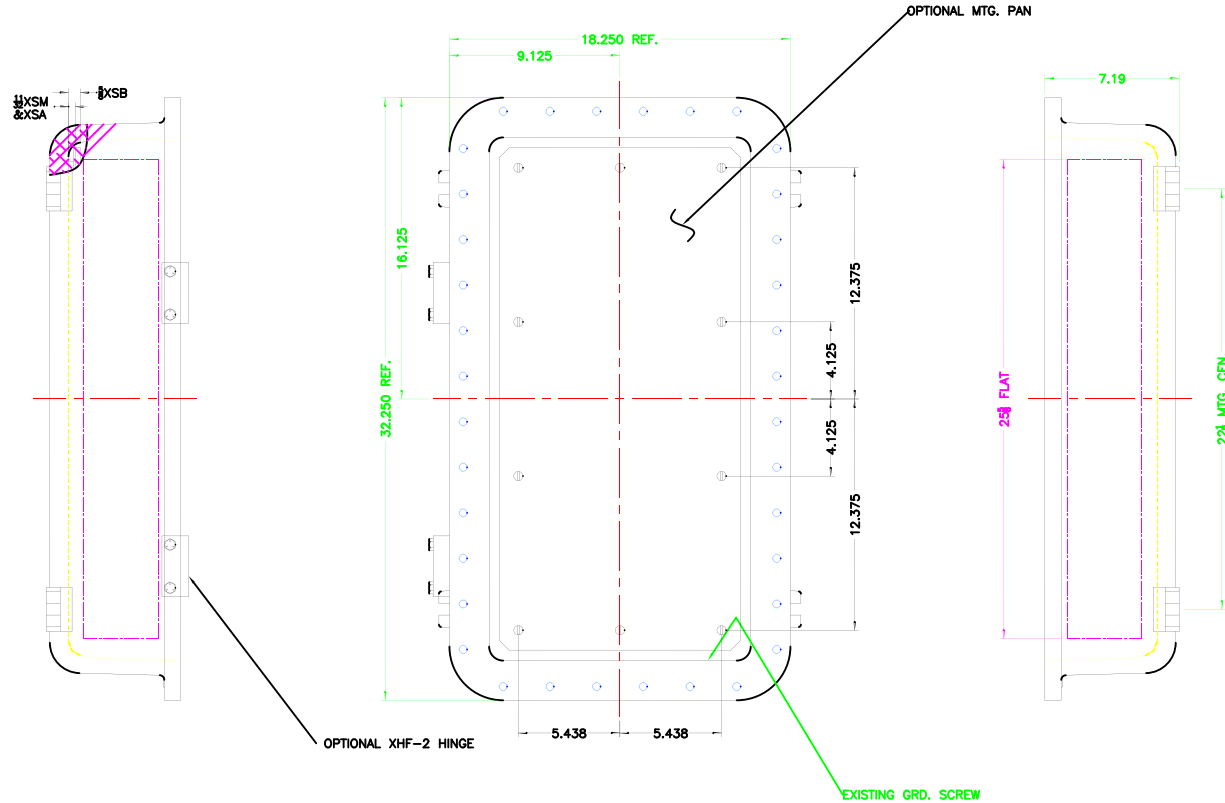 OPTIONAL MTG. PAN
18.250 REF.
9.125
7.19
XSB
XSM
&XSA
16.125
12.375
4.125
32.250 REF.
FLAT
MTG. CEN
4.125
12.375
5.438
5.438
OPTIONAL XHF-2 HINGE
EXISTING GRD. SCREW